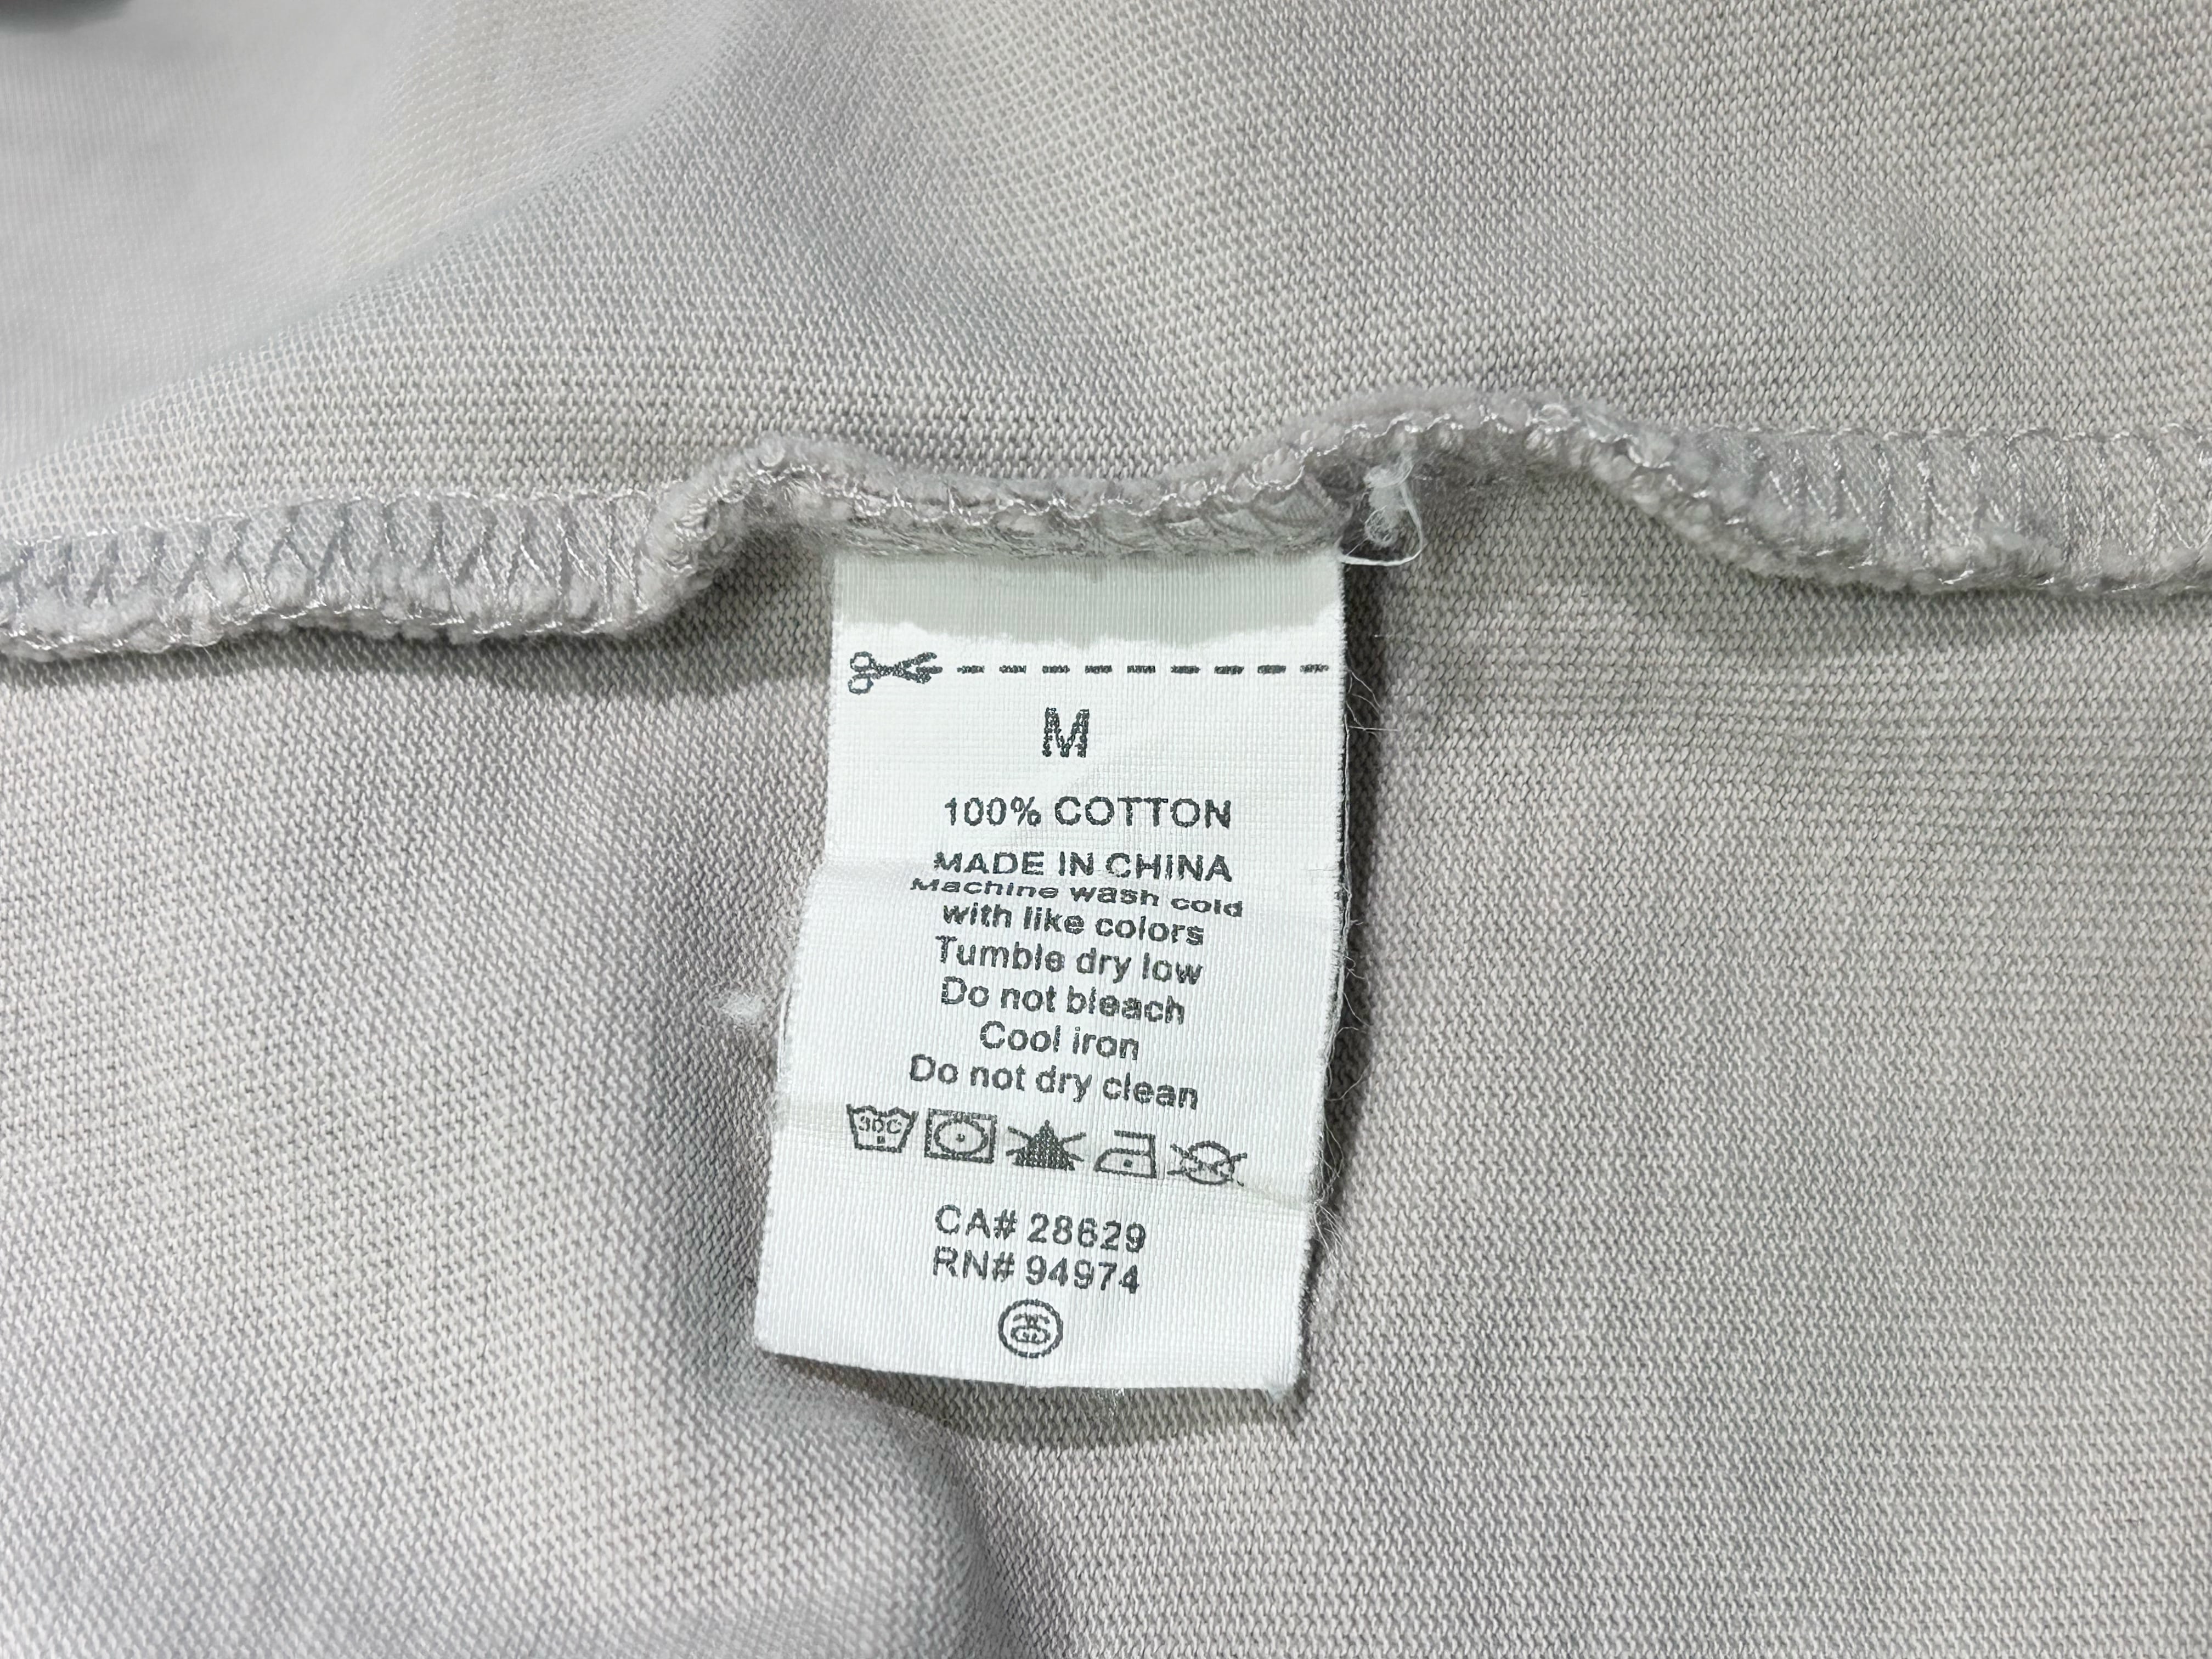 M
100% COTTON
MADE IN CHINA
Machine wash cold
with like colors
Tumble dry low
Do not bleach
Cool iron
Do not dry clean
30C
CA# 28629
RN# 94974